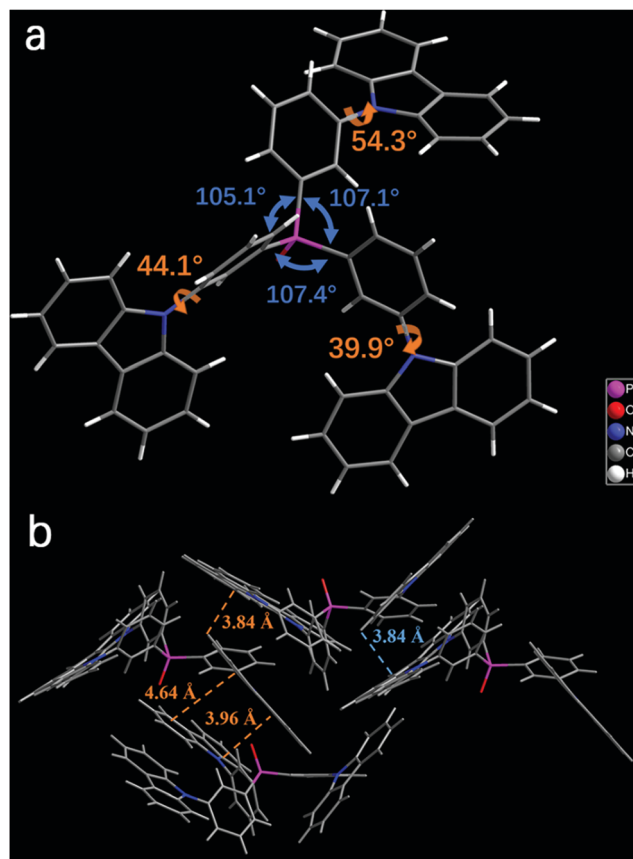 a
54.3°
105.1°
107.1°
44.1°
107.4°
39.9°
P
O
N
C
H
b
3.84 Å
3.84 Å
4.64 Å
3.96 Å